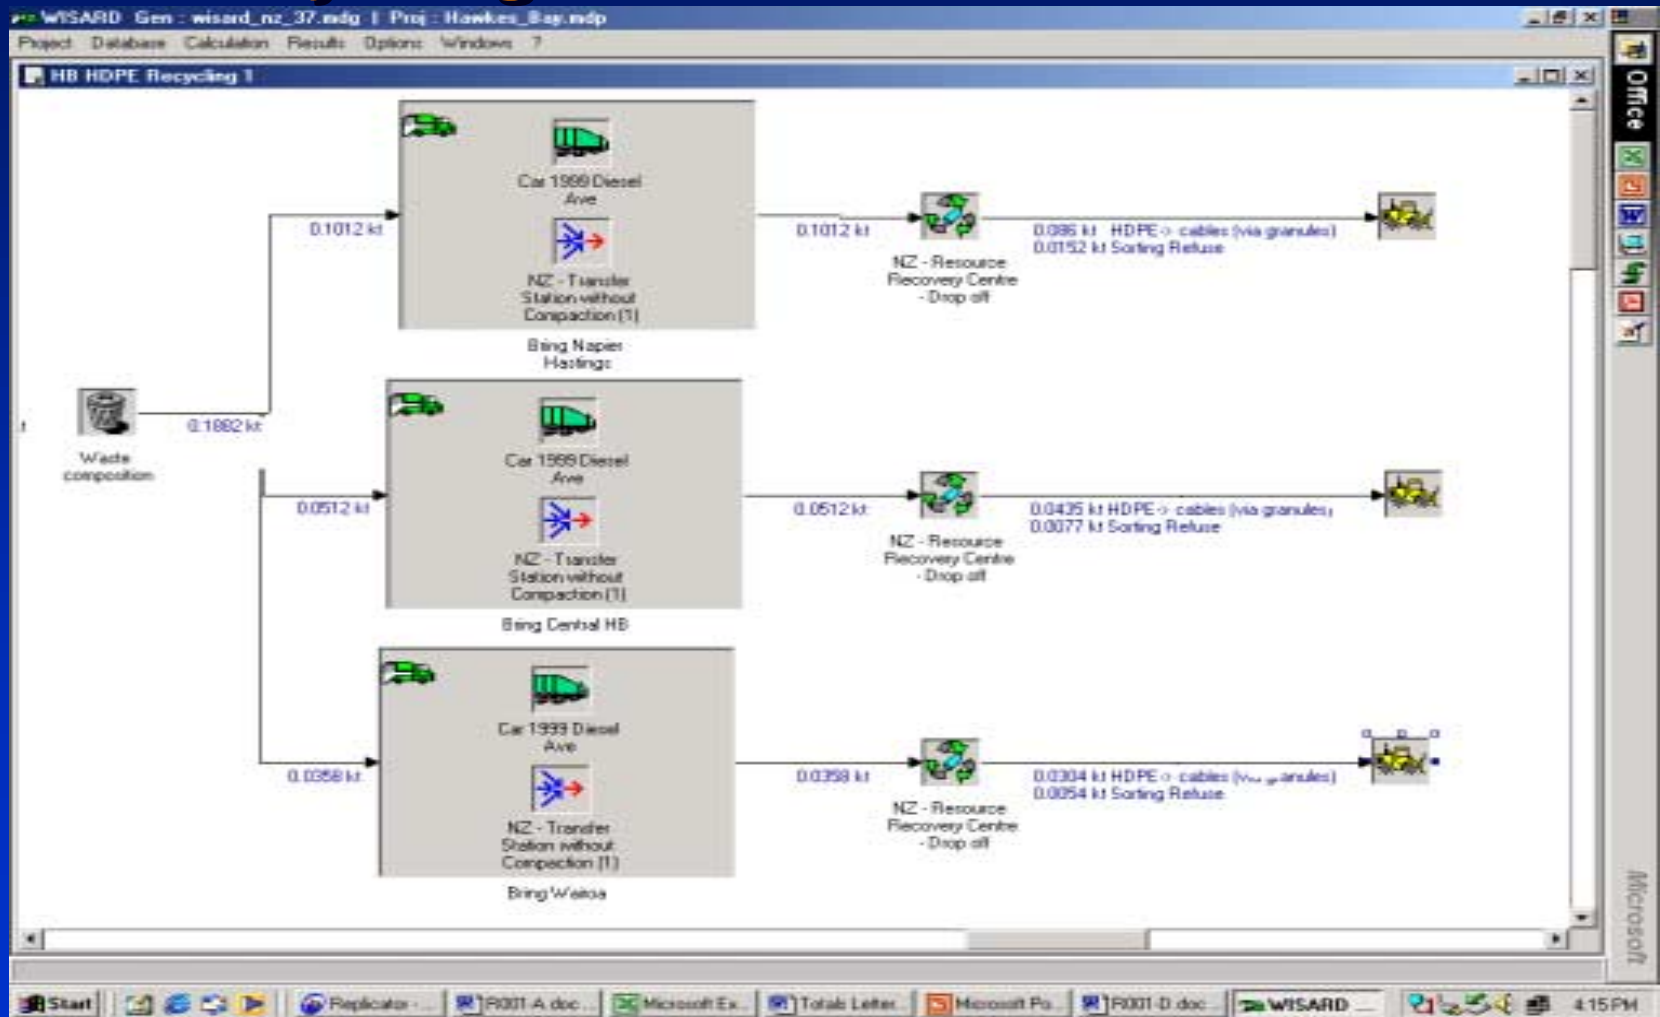 WISARD Gen : wisard_nz_37.mdg | Proj : Hawkes_Bay.mdp
Project Database Calculation Results Options Windows ?
HB HDPE Recycling 1
Office
Car 1999 Diesel
Ave
0.1012 kt
NZ - Transfer
Station without
Compaction (1)
Bring Napier
Hastings
0.1012 kt
NZ - Resource
Recovery Centre
- Drop off
0.086 kt HDPE-> cables (via granules)
0.0152 kt Sorting Refuse
Waste
composition
0.1882 kt
Car 1999 Diesel
Ave
0.0512 kt
NZ - Transfer
Station without
Compaction (1)
Bring Central HB
0.0512 kt
NZ - Resource
Recovery Centre
- Drop off
0.0435 kt HDPE-> cables (via granules)
0.0077 kt Sorting Refuse
Car 1999 Diesel
Ave
0.0358 kt
NZ - Transfer
Station without
Compaction (1)
Bring Wairoa
0.0358 kt
NZ - Resource
Recovery Centre
- Drop off
0.0304 kt HDPE-> cables (via granules)
0.0054 kt Sorting Refuse
Microsoft
Start
Replicator - ...
R001-A.doc ...
Microsoft Ex...
Totals Letter...
Microsoft Po...
R001-D.doc ...
WISARD ...
4:15 PM